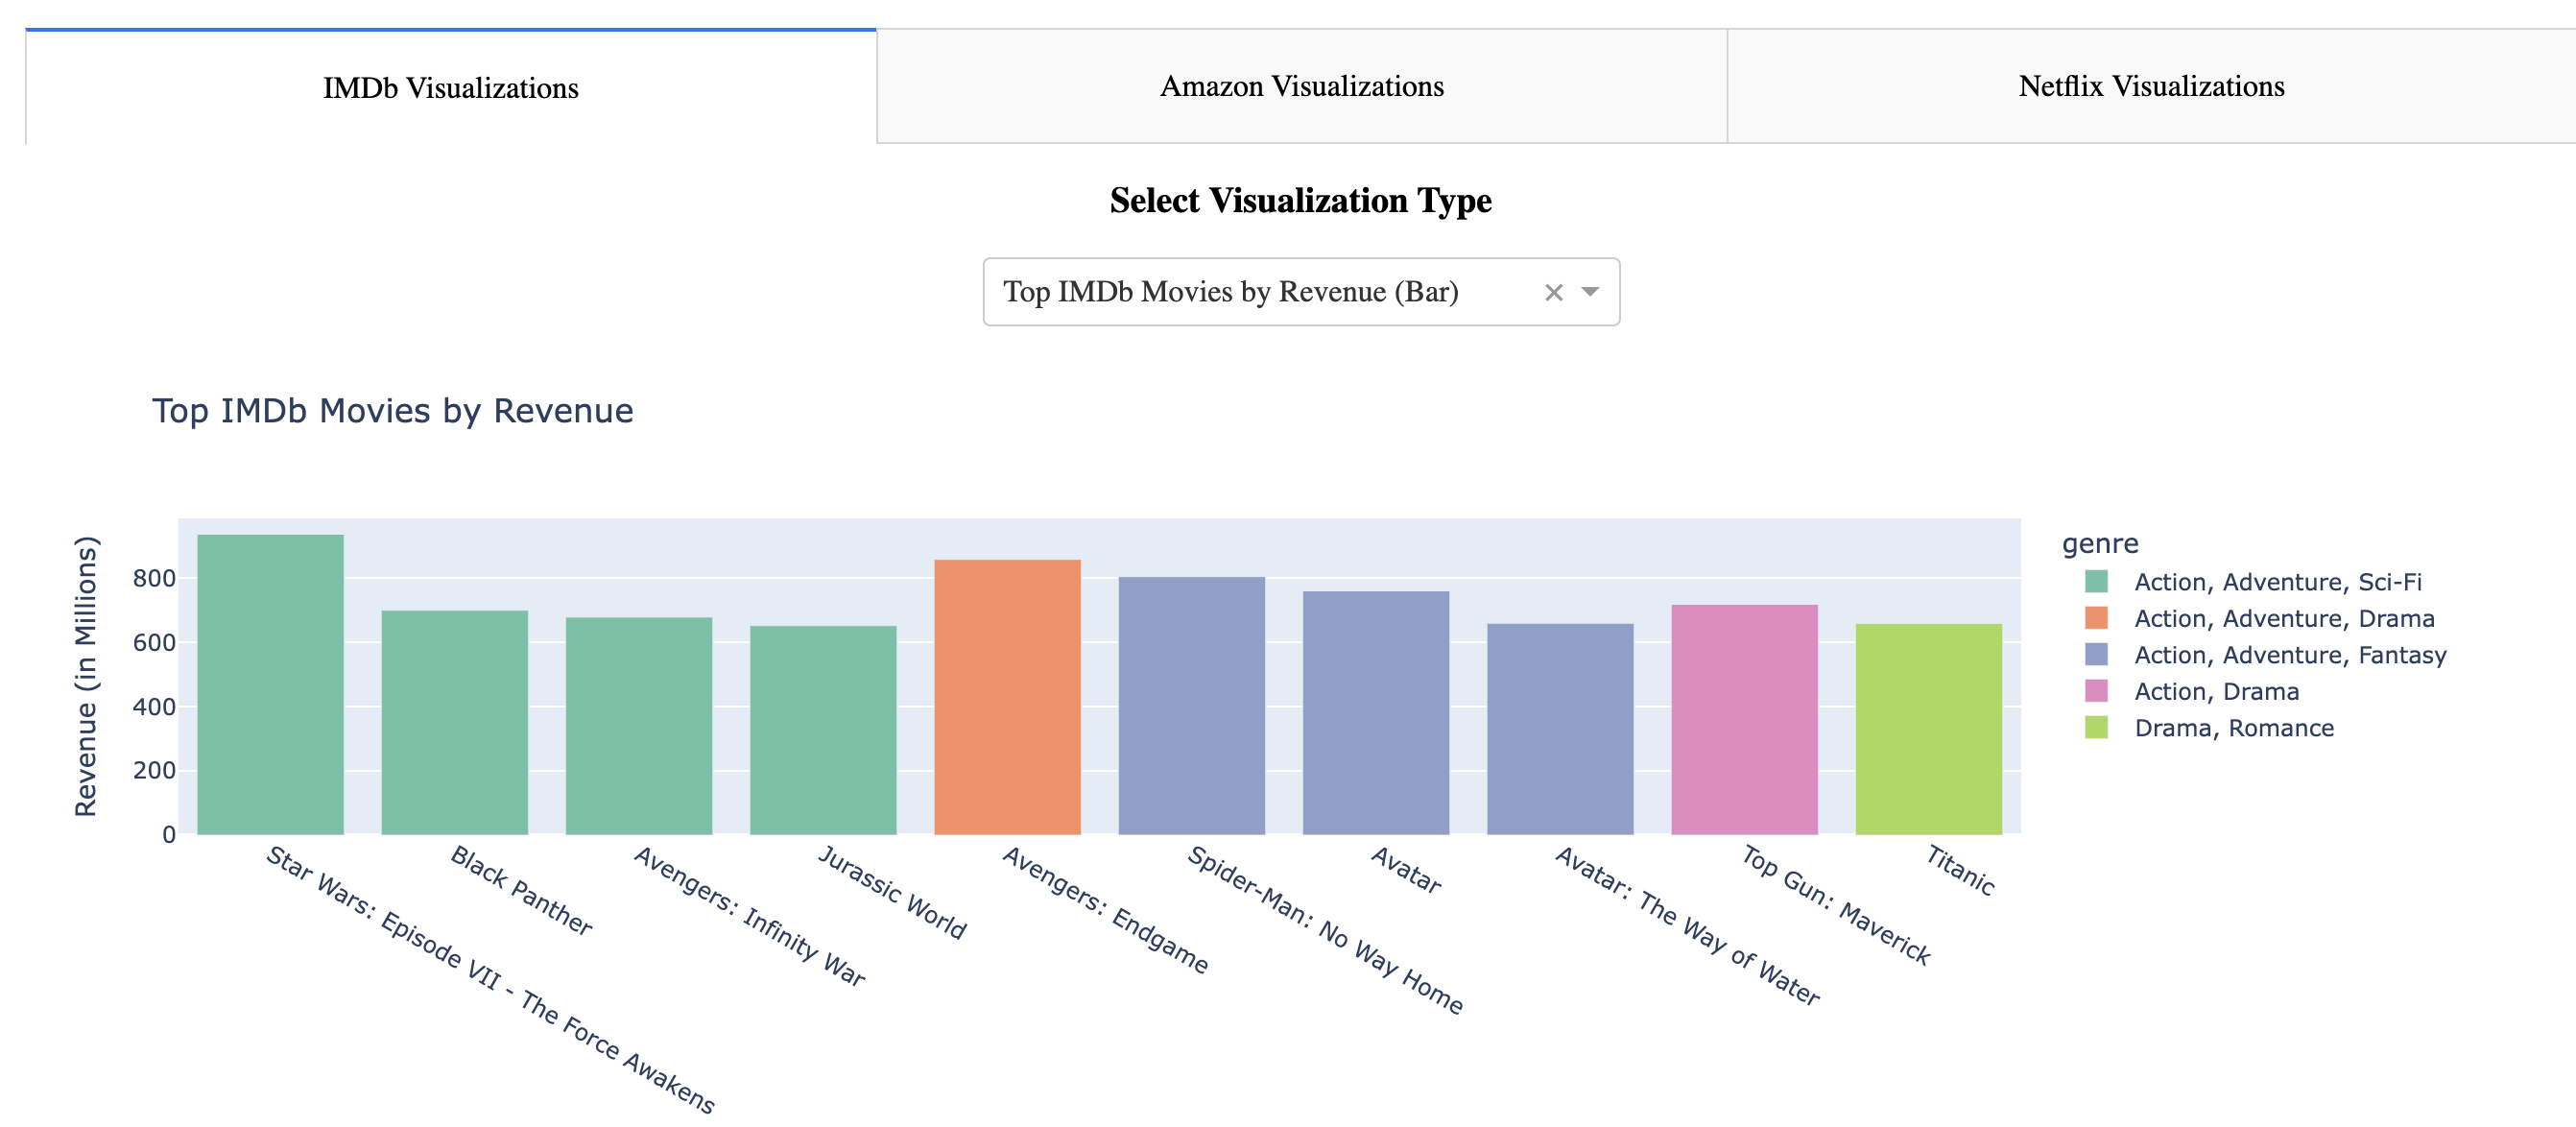 IMDb Visualizations
Amazon Visualizations
Netflix Visualizations
Select Visualization Type
Top IMDb Movies by Revenue (Bar)
Top IMDb Movies by Revenue
Revenue (in Millions)
800
600
400
200
0
Star Wars: Episode VII - The Force Awakens
Black Panther
Avengers: Infinity War
Jurassic World
Avengers: Endgame
Spider-Man: No Way Home
Avatar
Avatar: The Way of Water
Top Gun: Maverick
Titanic
genre
Action, Adventure, Sci-Fi
Action, Adventure, Drama
Action, Adventure, Fantasy
Action, Drama
Drama, Romance